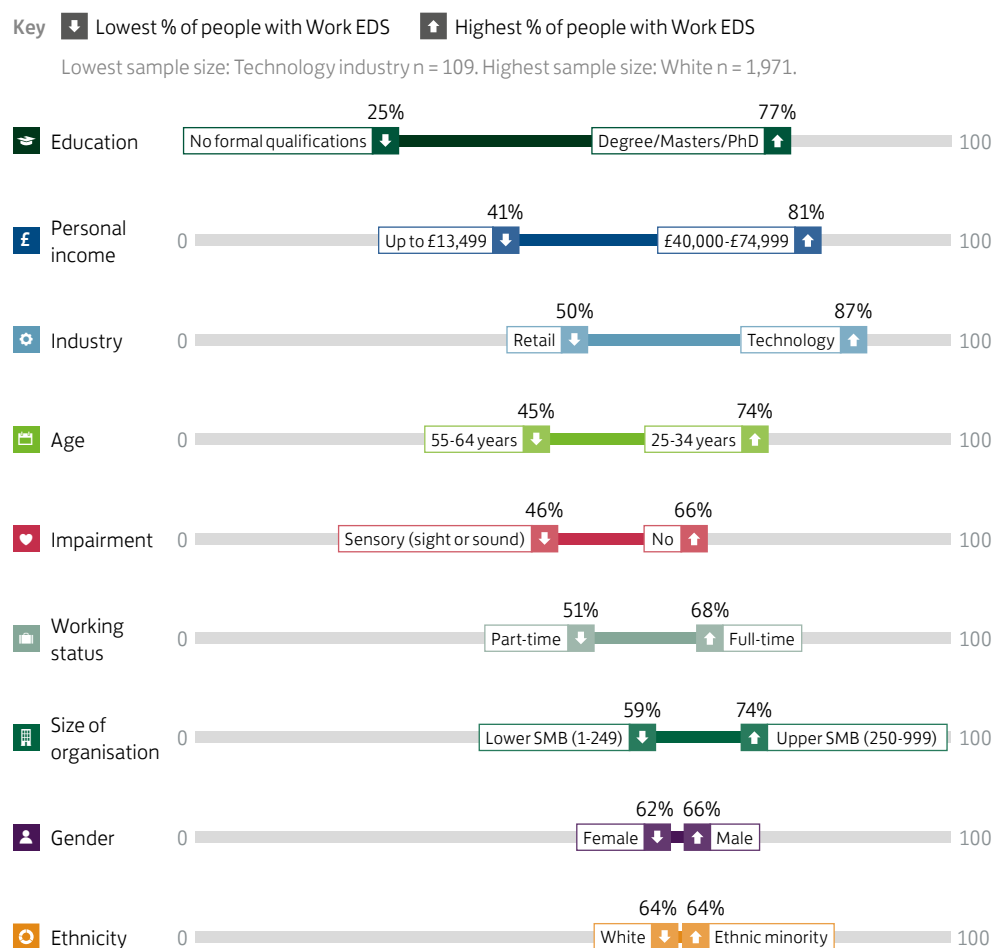 Key Lowest % of people with Work EDS Highest % of people with Work EDS
Lowest sample size: Technology industry n = 109. Highest sample size: White n = 1,971.
25% 77%
Education No formal qualifications Degree/Masters/PhD 100
41% 81%
Personal income 0 Up to £13,499 £40,000-£74,999 100
50% 87%
Industry 0 Retail Technology 100
45% 74%
Age 0 55-64 years 25-34 years 100
46% 66%
Impairment 0 Sensory (sight or sound) No 100
51% 68%
Working status 0 Part-time Full-time 100
59% 74%
Size of organisation 0 Lower SMB (1-249) Upper SMB (250-999) 100
62% 66%
Gender 0 Female Male 100
64% 64%
Ethnicity 0 White Ethnic minority 100